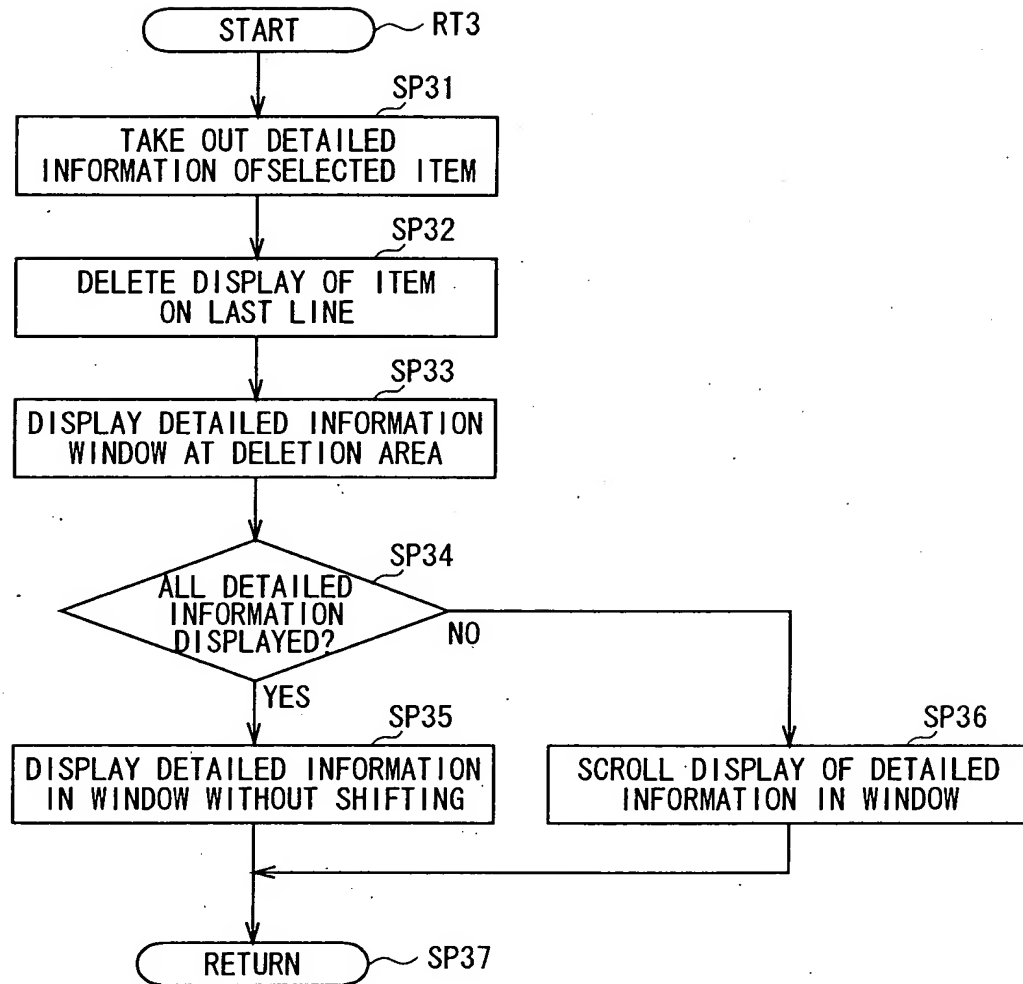 START
RT3
SP31
TAKE OUT DETAILED
INFORMATION OFSELECTED ITEM
SP32
DELETE DISPLAY OF ITEM
ON LAST LINE
SP33
DISPLAY DETAILED INFORMATION
WINDOW AT DELETION AREA
SP34
ALL DETAILED
INFORMATION
DISPLAYED?
NO
YES
SP35
DISPLAY DETAILED INFORMATION
IN WINDOW WITHOUT SHIFTING
SP36
SCROLL DISPLAY OF DETAILED
INFORMATION IN WINDOW
RETURN
SP37